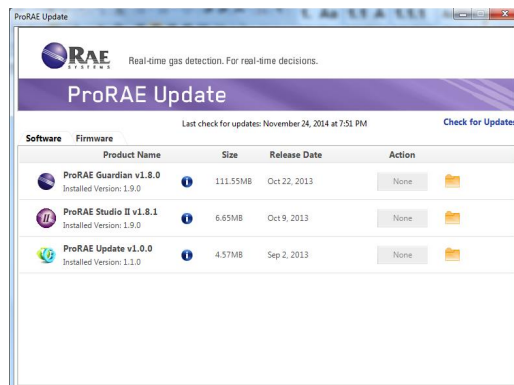 ProRAE Update
RAE
SYSTEMS
Real-time gas detection. For real-time decisions.
ProRAE Update
Last check for updates: November 24, 2014 at 7:51 PM
Check for Updates
Software Firmware
Product Name Size Release Date Action
ProRAE Guardian v1.8.0
Installed Version: 1.9.0
111.55MB Oct 22, 2013 None
ProRAE Studio II v1.8.1
Installed Version: 1.9.0
6.65MB Oct 9, 2013 None
ProRAE Update v1.0.0
Installed Version: 1.1.0
4.57MB Sep 2, 2013 None